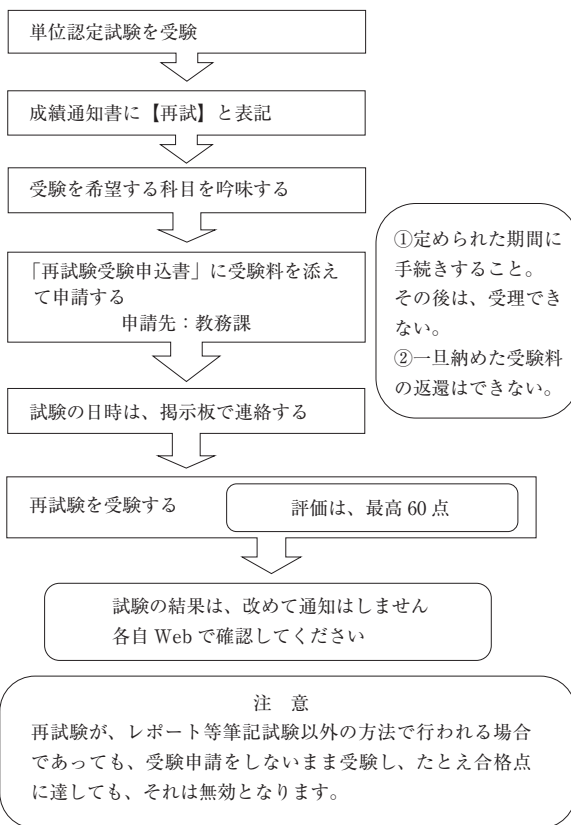 単位認定試験を受験
成績通知書に【再試】と表記
受験を希望する科目を吟味する
「再試験受験申込書」に受験料を添え
て申請する
申請先：教務課
①定められた期間に
手続きすること。
その後は、受理でき
ない。
②一旦納めた受験料
の返還はできない。
試験の日時は、掲示板で連絡する
再試験を受験する
評価は、最高 60 点
試験の結果は、改めて通知はしません
各自 Web で確認してください
注　意
再試験が、レポート等筆記試験以外の方法で行われる場合
であっても、受験申請をしないまま受験し、たとえ合格点
に達しても、それは無効となります。